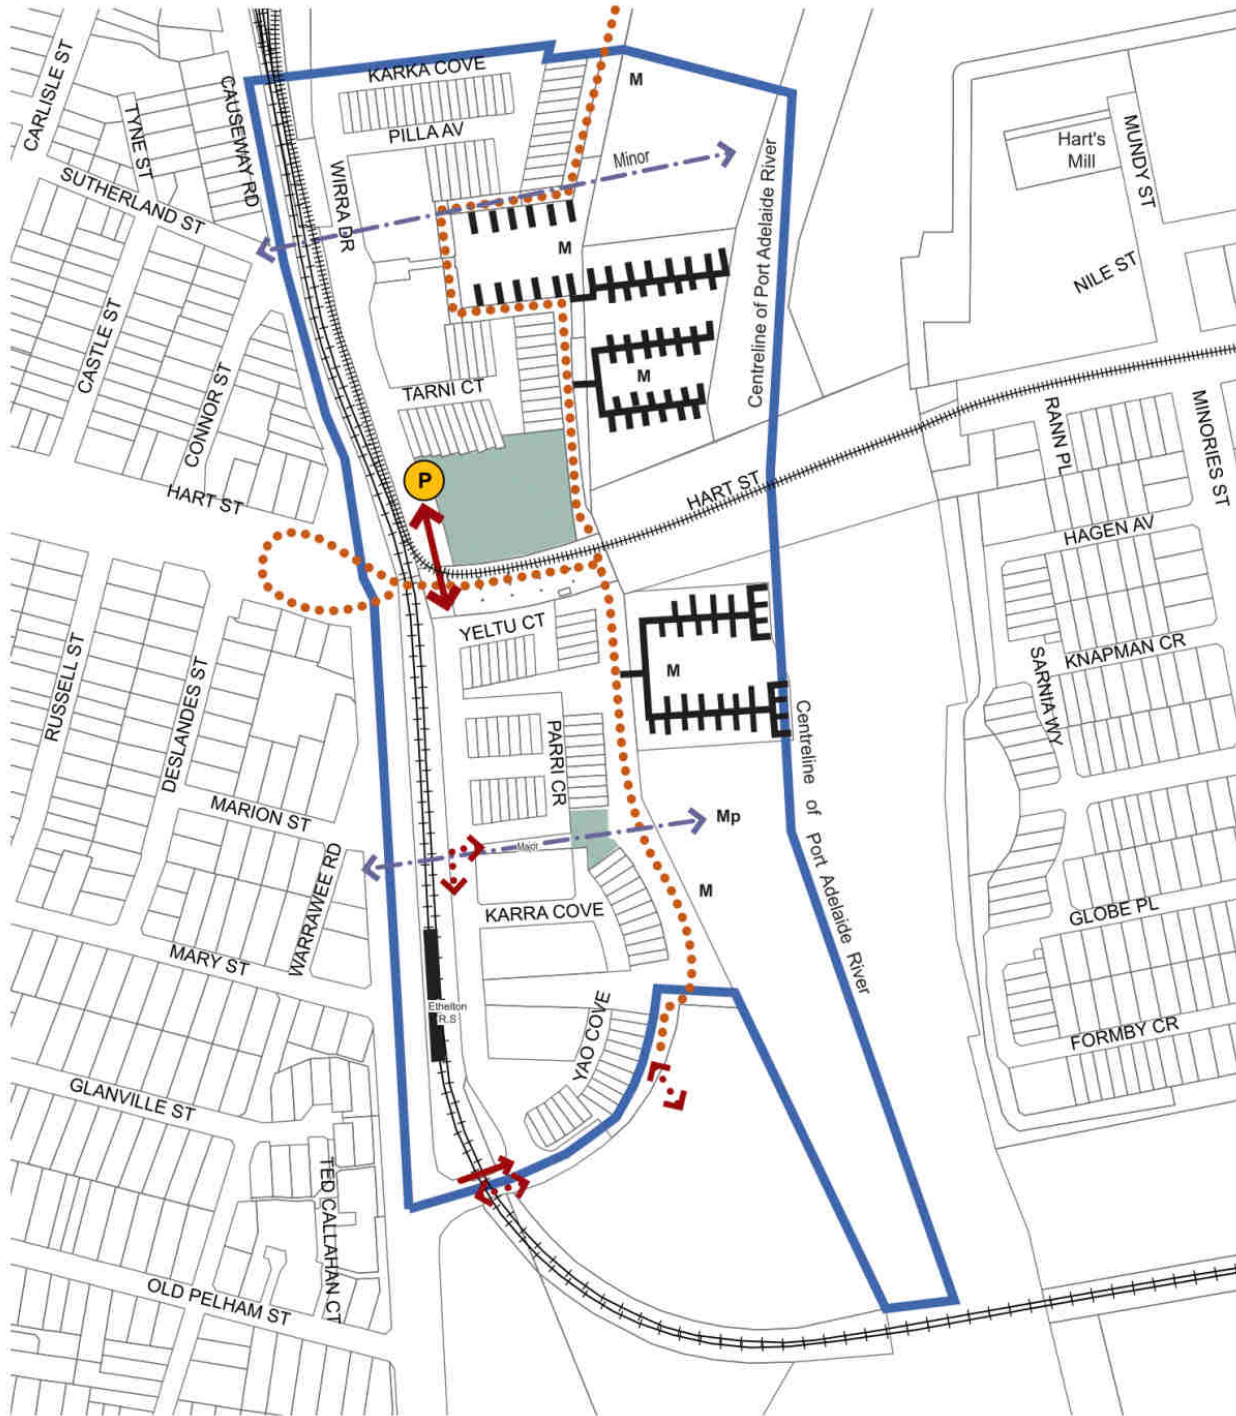 KARKA COVE
CARLISLE ST
TYNE ST
CAUSEWAY RD
M
PILLA AV
Minor
Hart's
Mill
MUNDY ST
SUTHERLAND ST
WIRRA DR
Centreline of Port Adelaide River
M
NILE ST
CASTLE ST
CONNOR ST
TARNI CT
M
RANN PL
MINORIES ST
P
HART ST
HART ST
HAGEN AV
YELTU CT
RUSSELL ST
DESLANDES ST
M
SARNIA WY
KNAPMAN CR
PARRI CR
Centreline of Port Adelaide River
MARION ST
Major
Mp
WARRAWEE RD
M
KARRA COVE
GLOBE PL
MARY ST
Ethelton
R.S
YAO COVE
FORMBY CR
GLANVILLE ST
TED CALLAHAN CT
OLD PELHAM ST